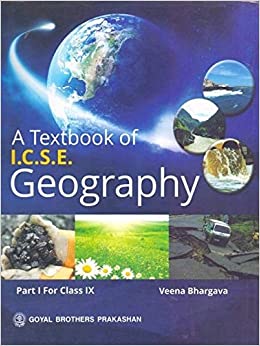 A Textbook of
I.C.S.E.
Geography
Part I For Class IX
Veena Bhargava
GOYAL BROTHERS PRAKASHAN